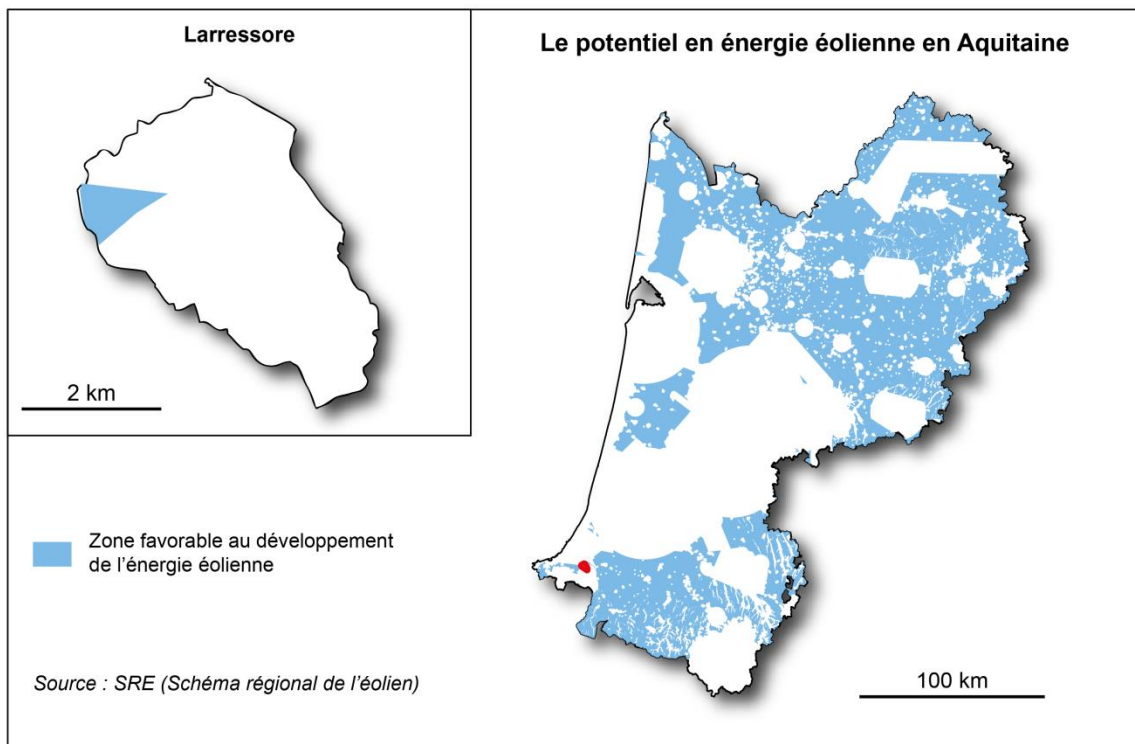 Larressore
Le potentiel en énergie éolienne en Aquitaine
2 km
Zone favorable au développement
de l'énergie éolienne
Source : SRE (Schéma régional de l'éolien)
100 km